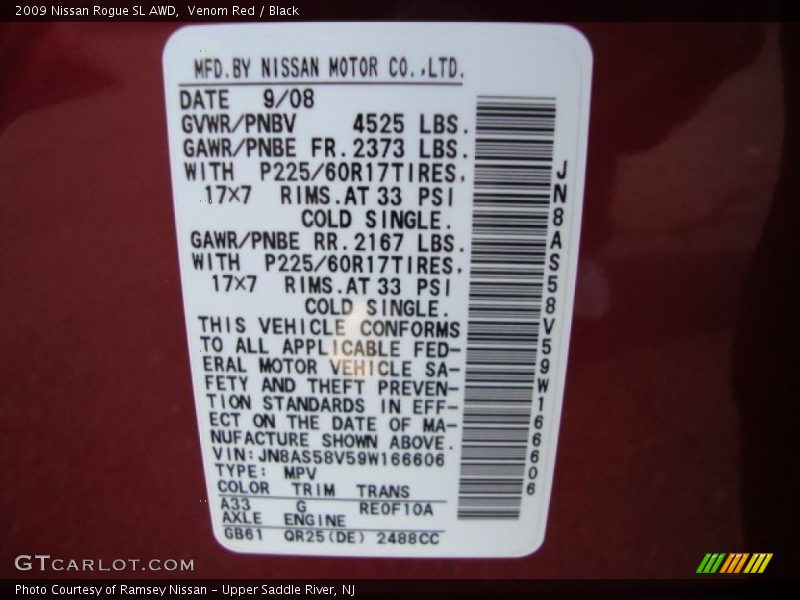 2009 Nissan Rogue SL AWD,  Venom Red / Black
MFD.BY NISSAN MOTOR CO.,LTD.
DATE 9/08
GVWR/PNBV 4525 LBS.
GAWR/PNBE FR.2373 LBS.
WITH P225/60R17TIRES,
17X7 RIMS.AT 33 PSI
COLD SINGLE.
GAWR/PNBE RR.2167 LBS.
WITH P225/60R17TIRES,
17X7 RIMS.AT 33 PSI
COLD SINGLE.
THIS VEHICLE CONFORMS
TO ALL APPLICABLE FED-
ERAL MOTOR VEHICLE SA-
FETY AND THEFT PREVEN-
TION STANDARDS IN EFF-
ECT ON THE DATE OF MA-
NUFACTURE SHOWN ABOVE.
VIN:JN8AS58V59W166606
TYPE: MPV
COLOR TRIM TRANS
A33 G RE0F10A
AXLE ENGINE
GB61 QR25(DE) 2488CC
JN8AS58V59W166606
GTCARLOT.COM
Photo Courtesy of Ramsey Nissan - Upper Saddle River, NJ